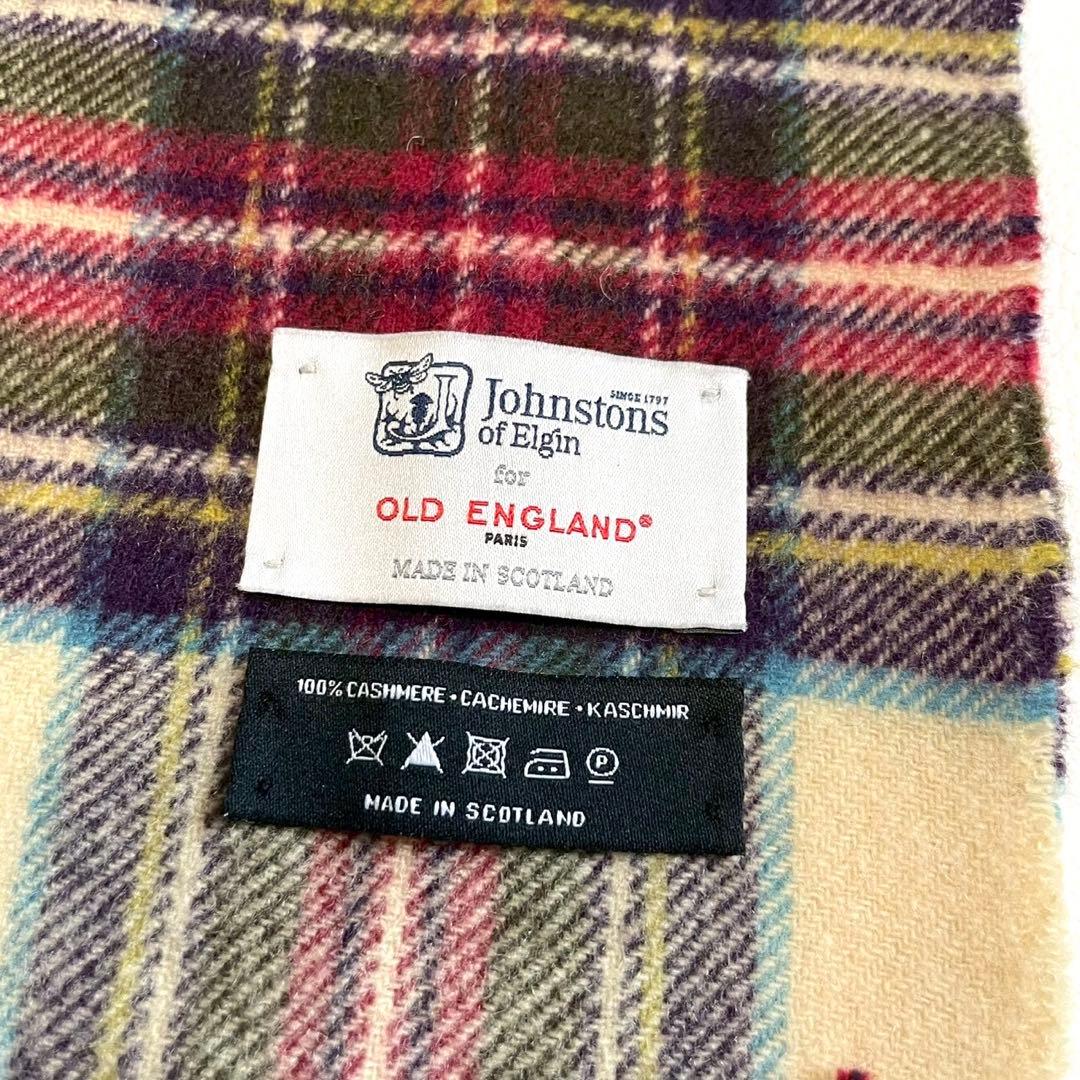 Johnstons
SINCE 1797
of Elgin
for
OLD ENGLAND®
PARIS
MADE IN SCOTLAND
100% CASHMERE • CACHEMIRE • KASCHMIR
P
MADE IN SCOTLAND